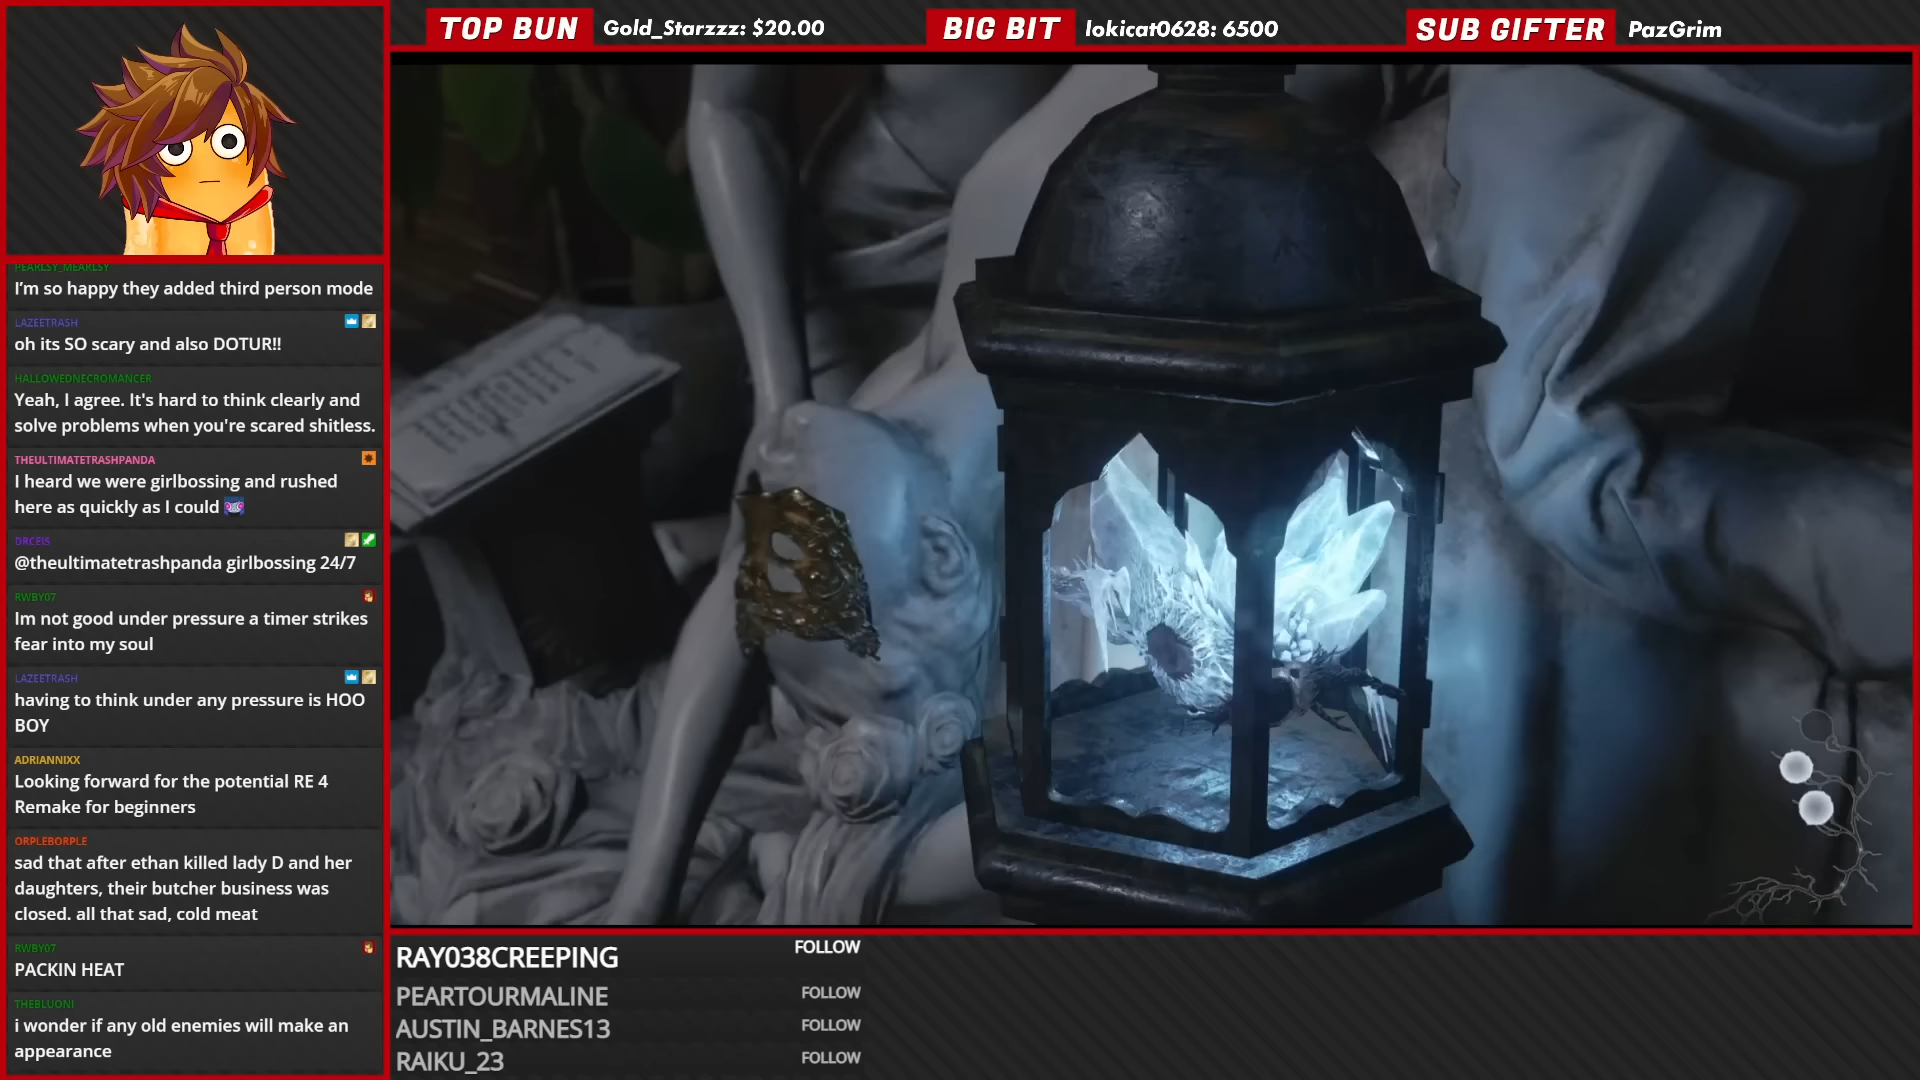 TOP BUN Gold_Starzzz: $20.00 BIG BIT lokicat0628: 6500 SUB GIFTER PazGrim
PEARLSY_MEARLSY
I’m so happy they added third person mode
LAZEETRASH
oh its SO scary and also DOTUR!!
HALLOWEDNECROMANCER
Yeah, I agree. It's hard to think clearly and
solve problems when you're scared shitless.
THEULTIMATETRASHPANDA
I heard we were girlbossing and rushed
here as quickly as I could
DRCEIS
@theultimatetrashpanda girlbossing 24/7
RWBY07
Im not good under pressure a timer strikes
fear into my soul
LAZEETRASH
having to think under any pressure is HOO
BOY
ADRIANNIXX
Looking forward for the potential RE 4
Remake for beginners
ORPLEBORPLE
sad that after ethan killed lady D and her
daughters, their butcher business was
closed. all that sad, cold meat
RWBY07
PACKIN HEAT
THEBLUONI
i wonder if any old enemies will make an
appearance
RAY038CREEPING FOLLOW
PEARTOURMALINE FOLLOW
AUSTIN_BARNES13 FOLLOW
RAIKU_23 FOLLOW